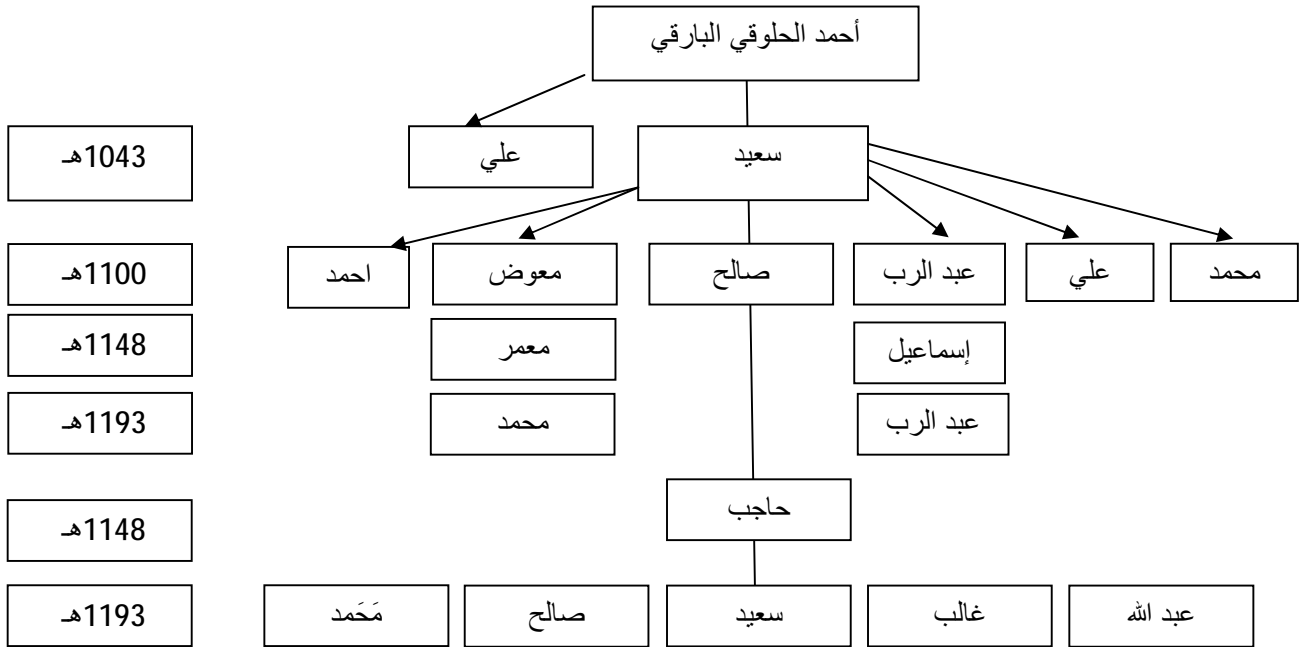 أحمد الحلوقي البارقي
1043هـ
سعيد
علي
1100هـ
محمد
علي
عبد الرب
صالح
معوض
احمد
1148هـ
إسماعيل
معمر
1193هـ
عبد الرب
محمد
1148هـ
حاجب
1193هـ
عبد الله
غالب
سعيد
صالح
مَحَمد